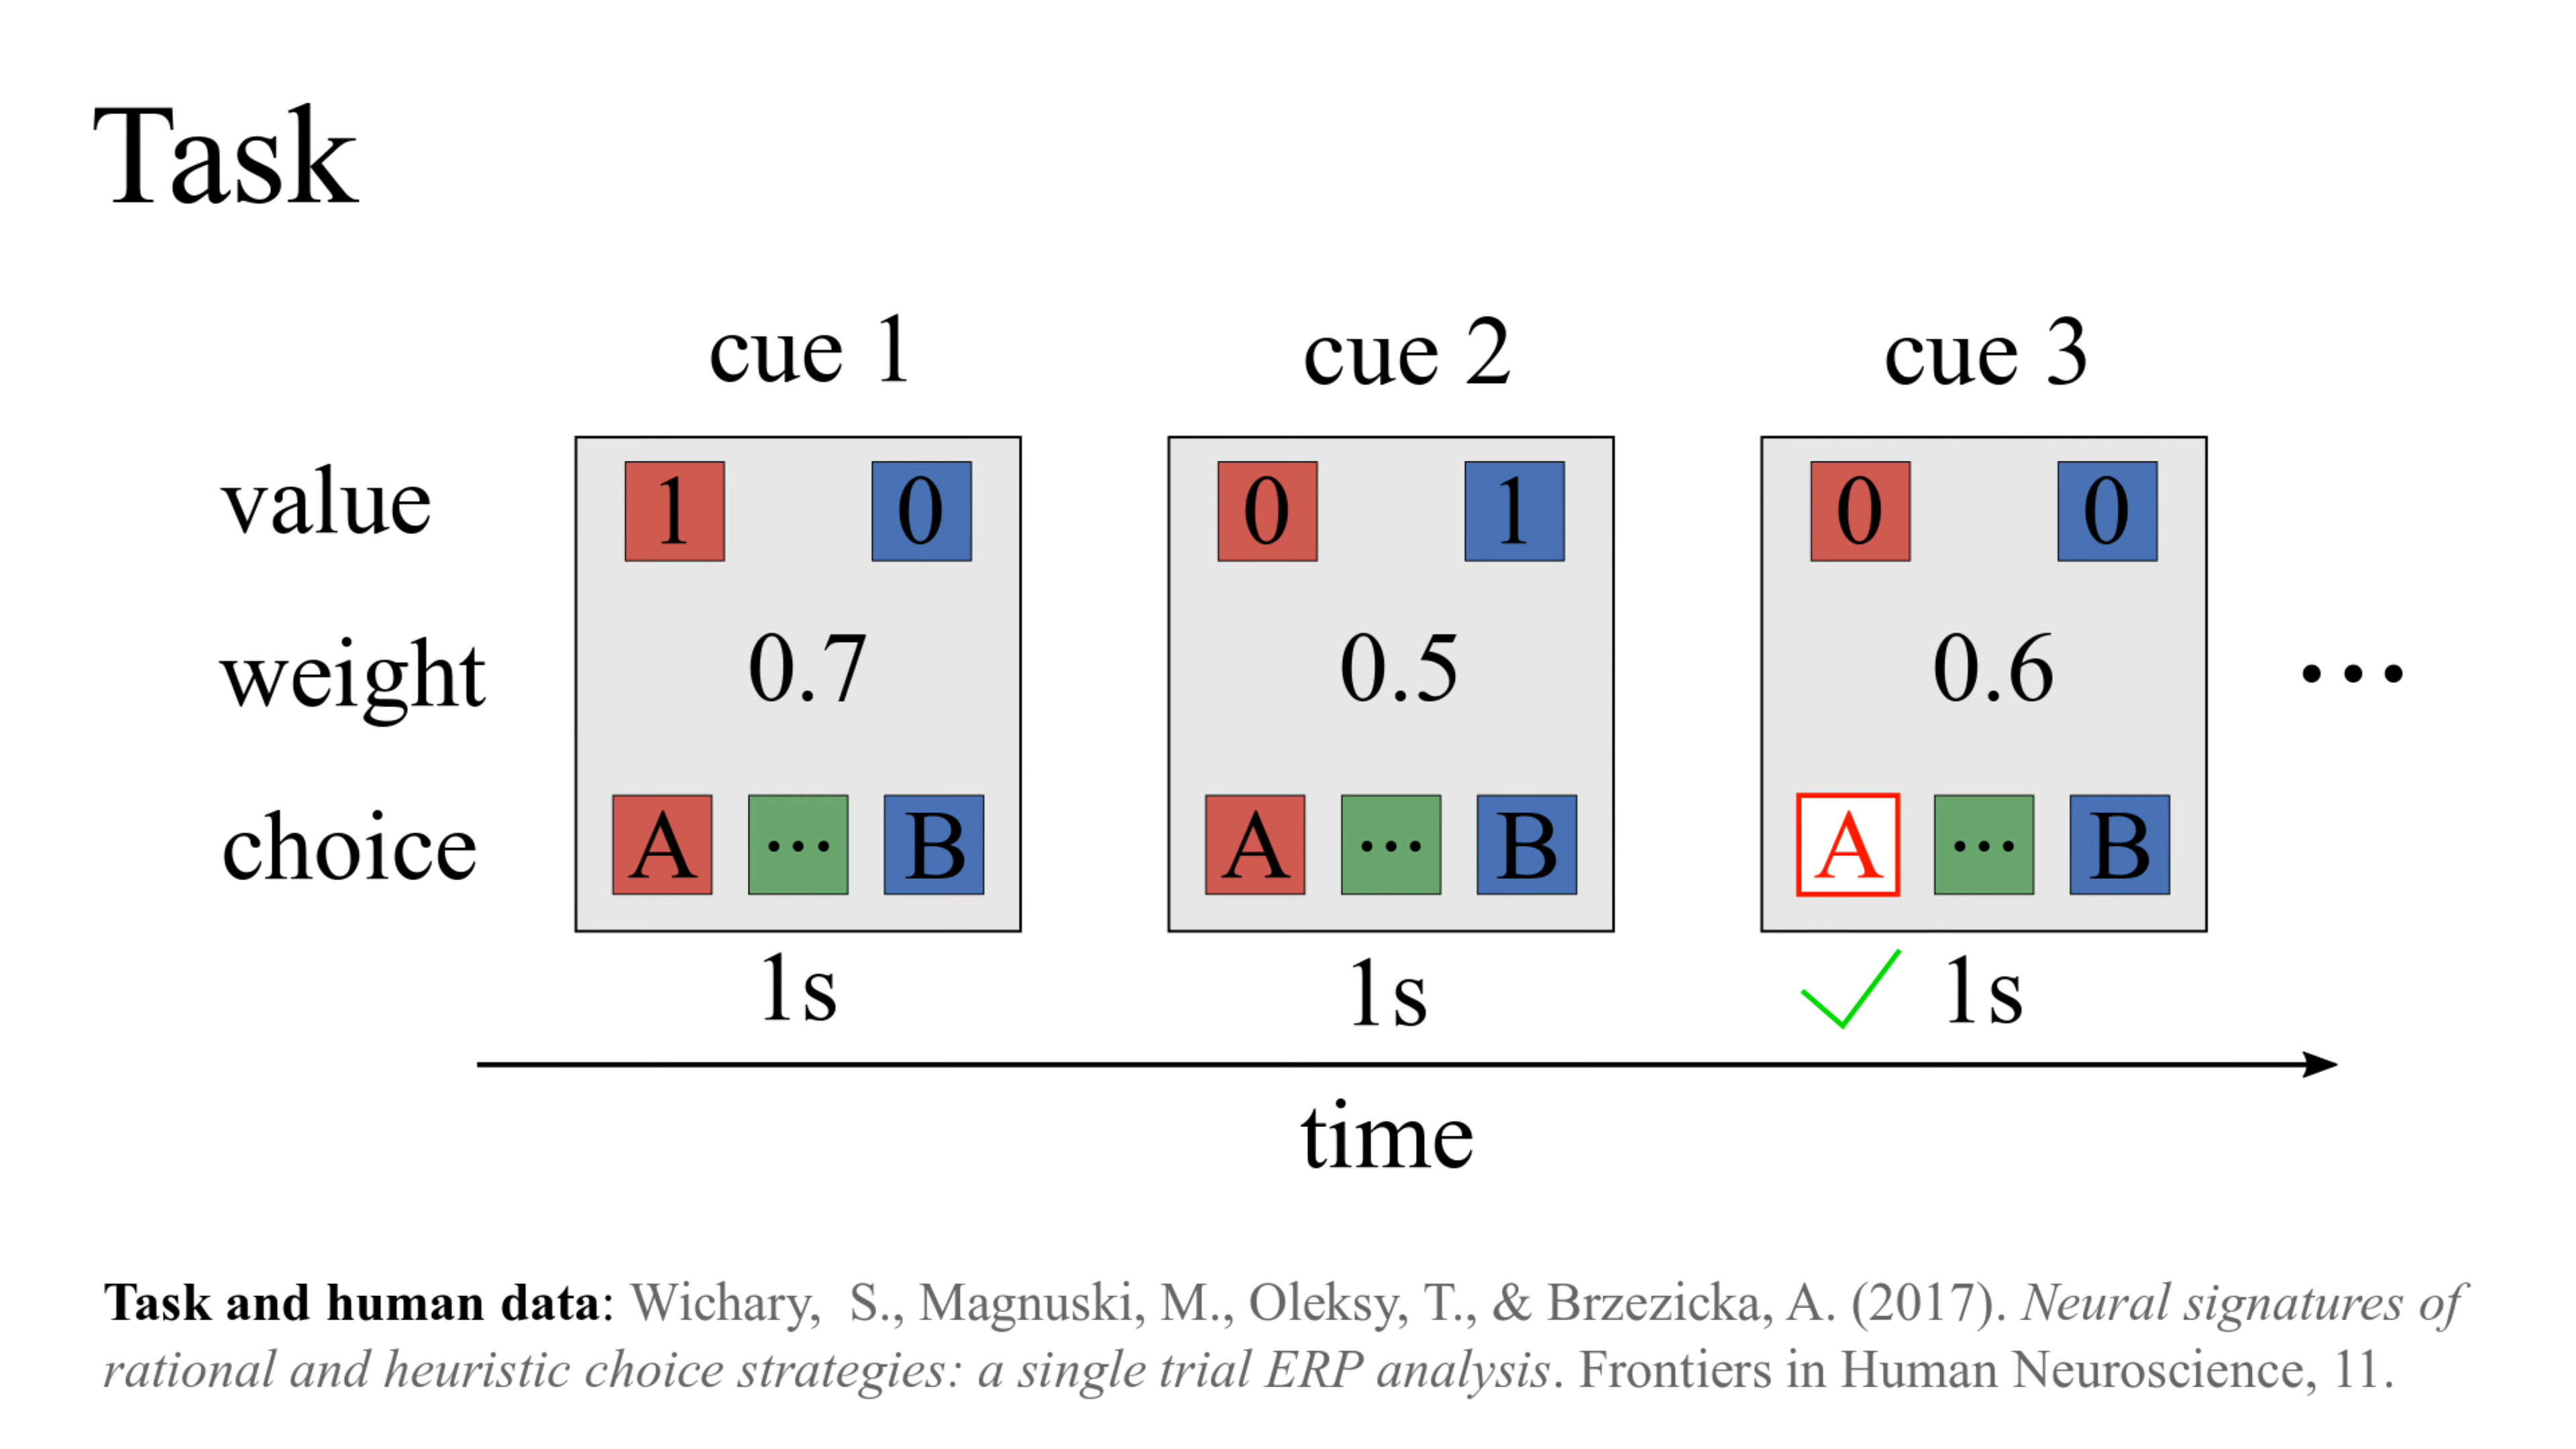 Task
cue 1 cue 2 cue 3
value 1 0 0 1 0 0
weight 0.7 0.5 0.6 ...
choice A ... B A ... B A ... B
1s 1s 1s
time
Task and human data: Wichary, S., Magnuski, M., Oleksy, T., & Brzezicka, A. (2017). Neural signatures of
rational and heuristic choice strategies: a single trial ERP analysis. Frontiers in Human Neuroscience, 11.